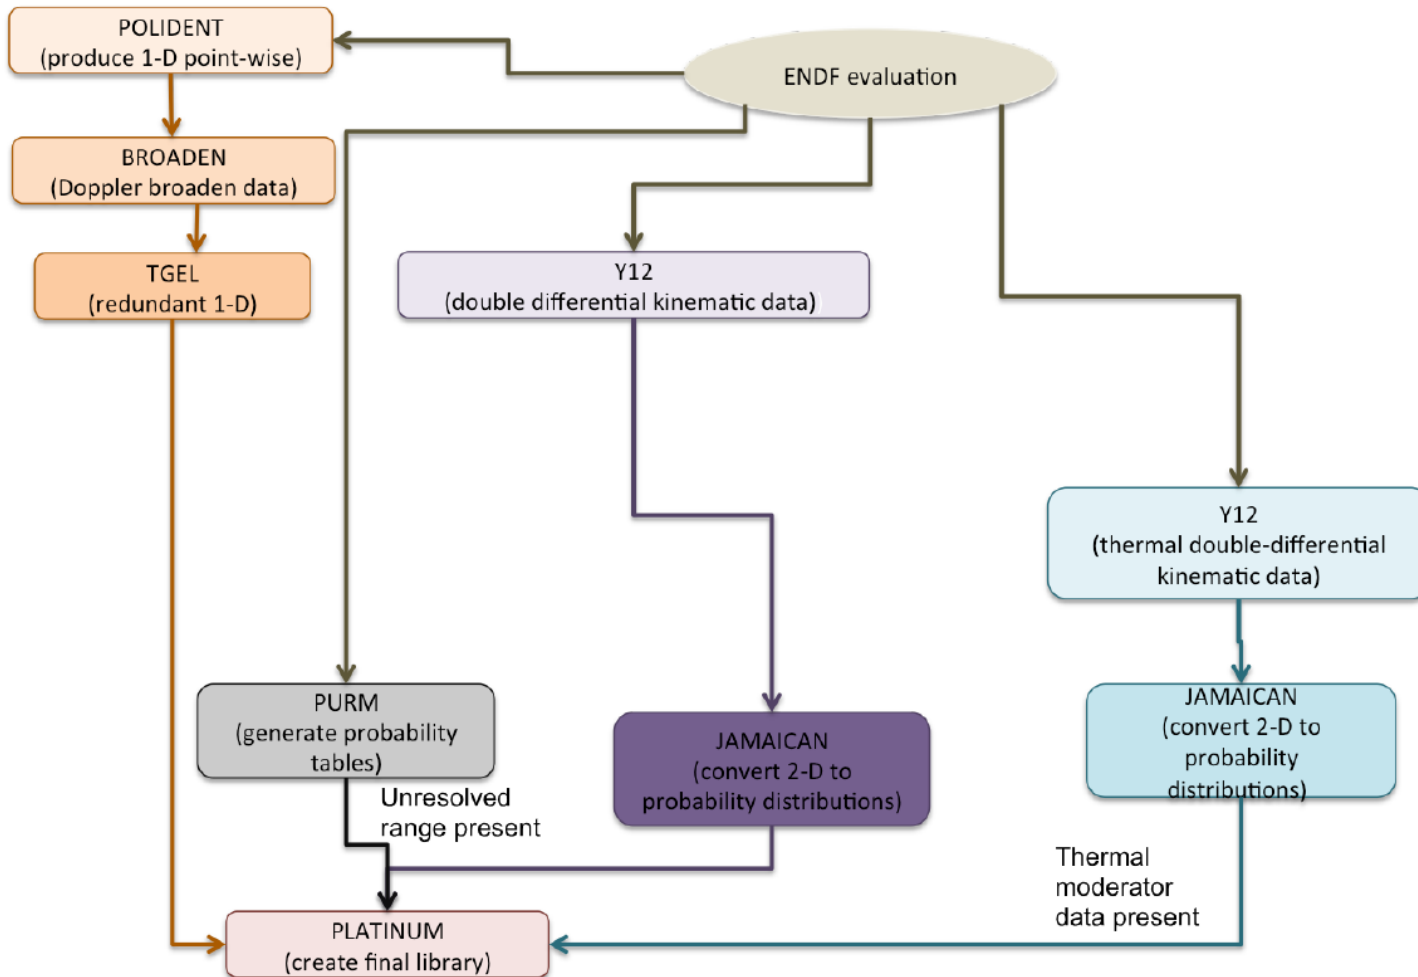 POLIDENT
(produce 1-D point-wise)
ENDF evaluation
BROADEN
(Doppler broaden data)
TGEL
(redundant 1-D)
Y12
(double differential kinematic data)
Y12
(thermal double-differential
kinematic data)
PURM
(generate probability
tables)
JAMAICAN
(convert 2-D to
probability distributions)
JAMAICAN
(convert 2-D to
probability
distributions)
Unresolved
range present
Thermal
moderator
data present
PLATINUM
(create final library)